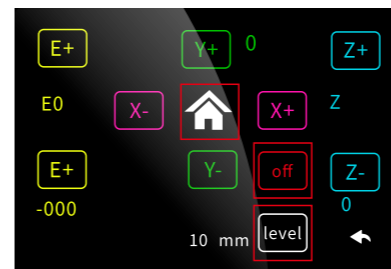 E+ Y+ 0 Z+
E0 X- X+ Z
E+ Y- off Z-
-000 0
10 mm level